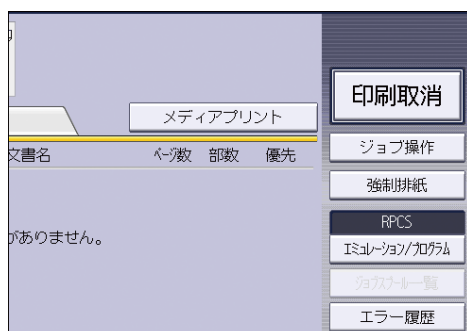 メディアプリント
文書名 ページ数 部数 優先
がありません。
印刷取消
ジョブ操作
強制排紙
RPCS
エミュレーション/プログラム
ジョブスプール一覧
エラー履歴